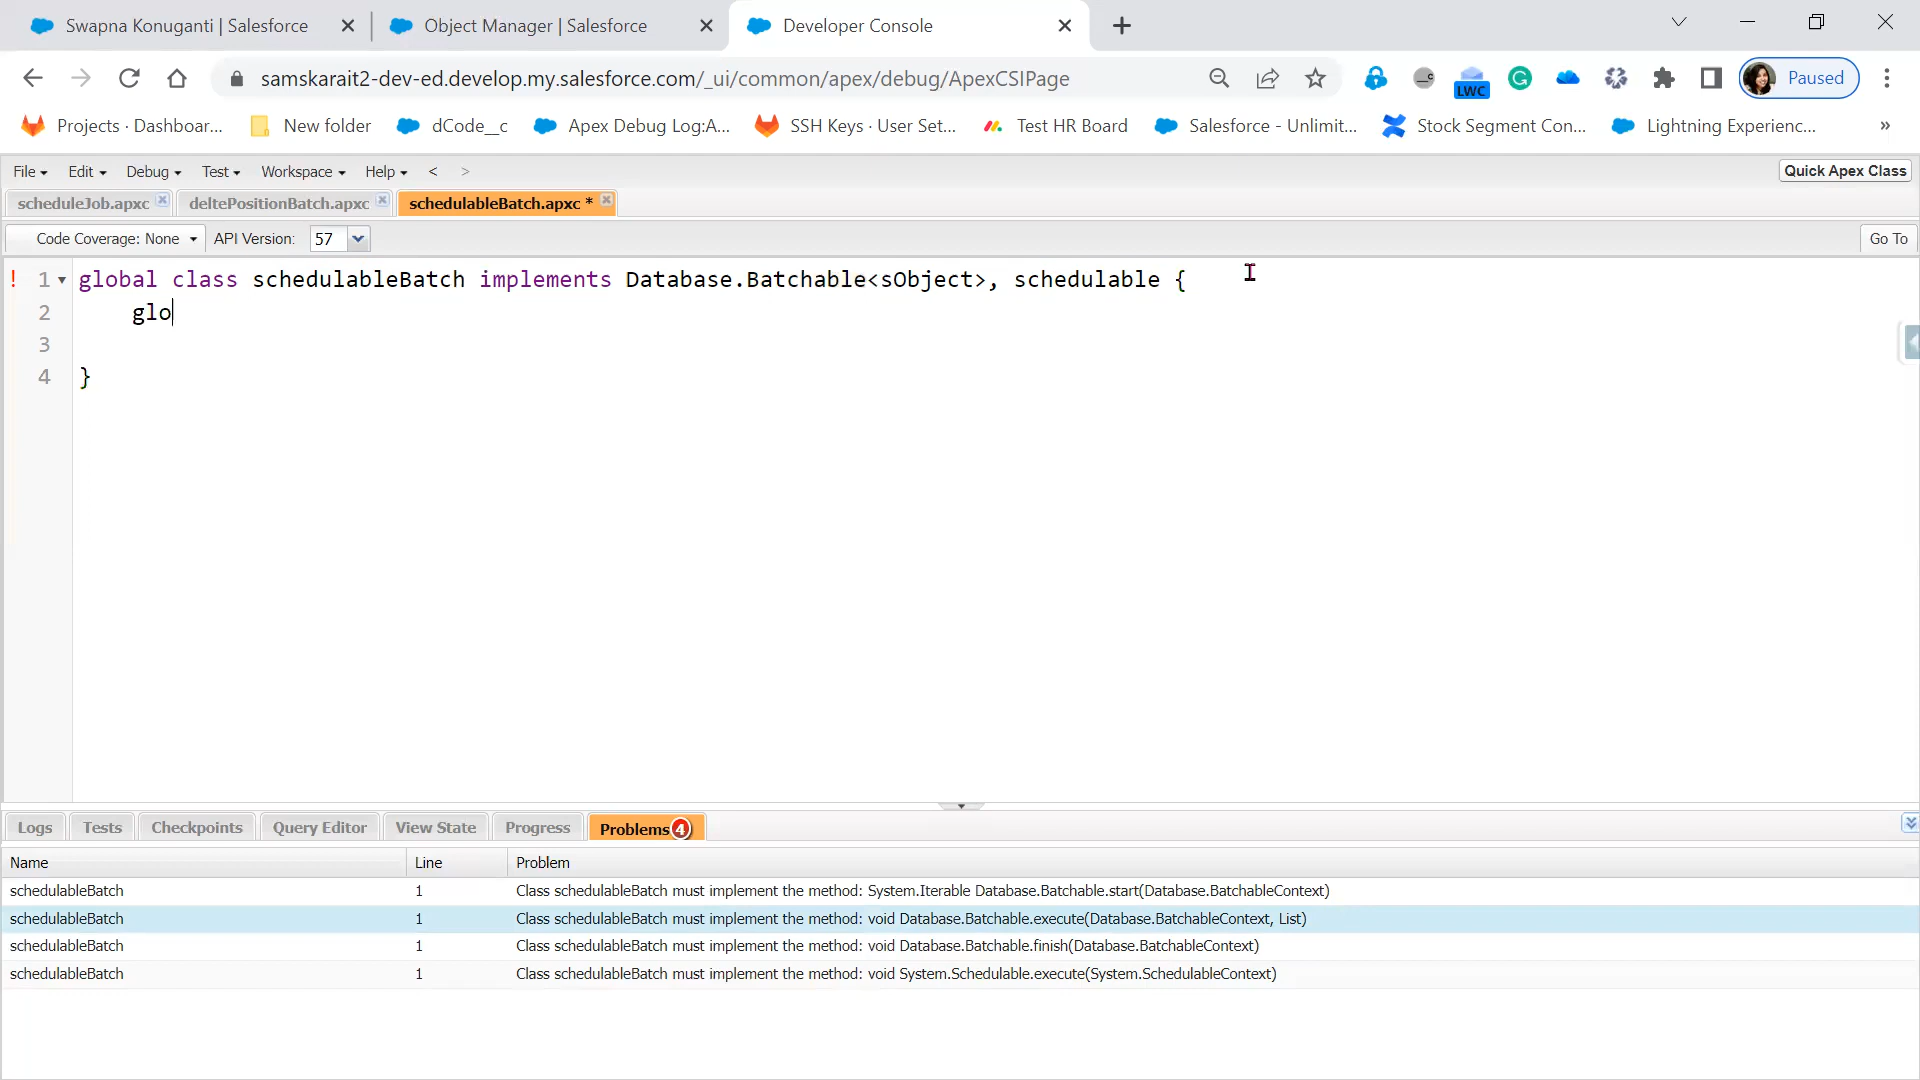 Swapna Konuganti | Salesforce
Object Manager | Salesforce
Developer Console
samskarait2-dev-ed.develop.my.salesforce.com/_ui/common/apex/debug/ApexCSIPage
LWC
Paused
Projects · Dashboar...
New folder
dCode__c
Apex Debug Log:A...
SSH Keys · User Set...
Test HR Board
Salesforce - Unlimit...
Stock Segment Con...
Lightning Experienc...
»
File Edit Debug Test Workspace Help < >
Quick Apex Class
scheduleJob.apxc
deltePositionBatch.apxc
schedulableBatch.apxc *
Code Coverage: None API Version: 57
Go To
! 1 global class schedulableBatch implements Database.Batchable<sObject>, schedulable {
2 glo
3
4 }
Logs Tests Checkpoints Query Editor View State Progress Problems 4
Name Line Problem
schedulableBatch 1 Class schedulableBatch must implement the method: System.Iterable Database.Batchable.start(Database.BatchableContext)
schedulableBatch 1 Class schedulableBatch must implement the method: void Database.Batchable.execute(Database.BatchableContext, List)
schedulableBatch 1 Class schedulableBatch must implement the method: void Database.Batchable.finish(Database.BatchableContext)
schedulableBatch 1 Class schedulableBatch must implement the method: void System.Schedulable.execute(System.SchedulableContext)